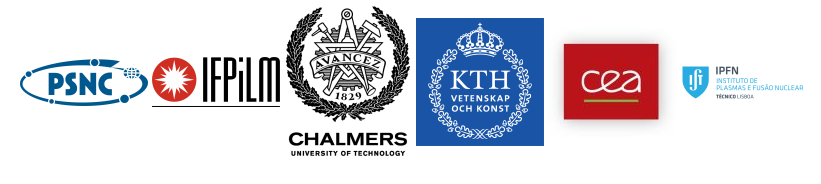 PSNC
IFPiLM
AVANCEZ
1829
CHALMERS
UNIVERSITY OF TECHNOLOGY
KTH
VETENSKAP
OCH KONST
cea
ipfn
IPFN
INSTITUTO DE
PLASMAS E FUSÃO NUCLEAR
TÉCNICO LISBOA